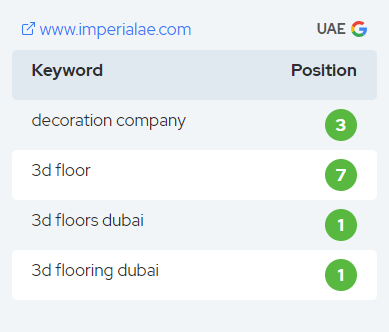 www.imperialae.com UAE
Keyword Position
decoration company 3
3d floor 7
3d floors dubai 1
3d flooring dubai 1